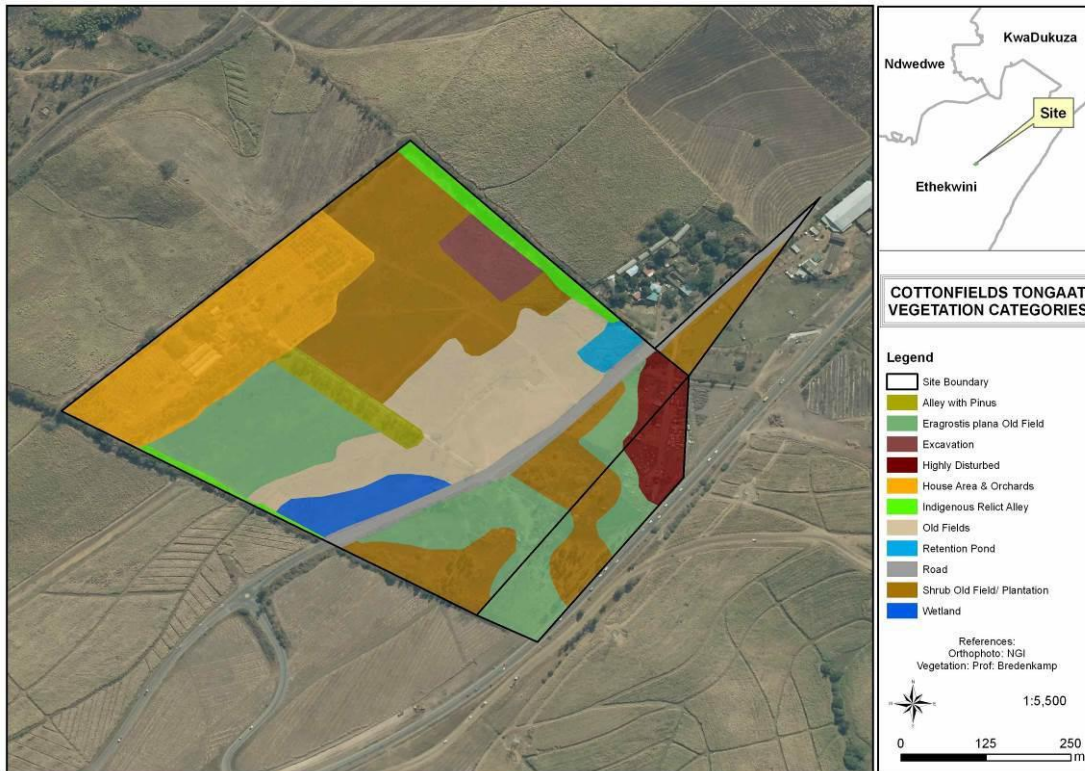 KwaDukuza
Ndwedwe
Site
Ethekwini
COTTONFIELDS TONGAAT
VEGETATION CATEGORIES
Legend
Site Boundary
Alley with Pinus
Eragrostis plana Old Field
Excavation
Highly Disturbed
House Area & Orchards
Indigenous Relict Alley
Old Fields
Retention Pond
Road
Shrub Old Field/ Plantation
Wetland
References:
Orthophoto: NGI
Vegetation: Prof: Bredenkamp
1:5,500
0 125 250
m